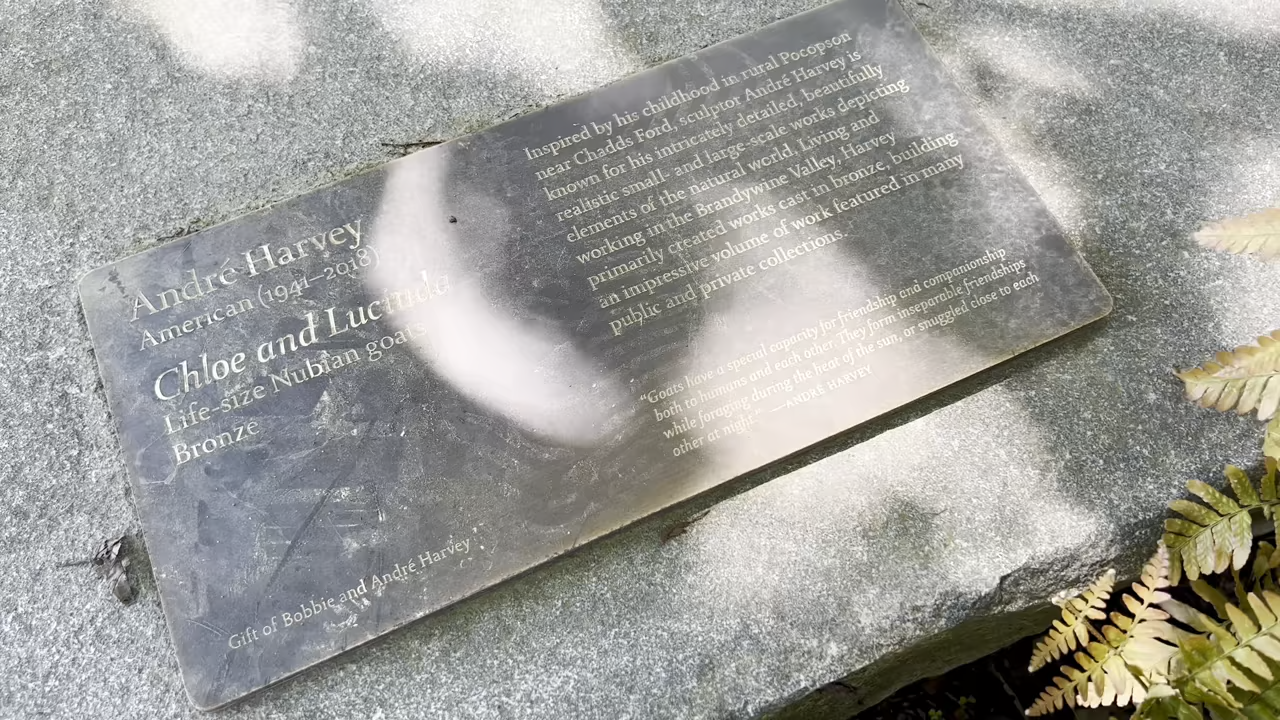 André Harvey
American (1941–2018)
Chloe and Lucinda
Life-size Nubian goats
Bronze
Gift of Bobbie and André Harvey
Inspired by his childhood in rural Pocopson
near Chadds Ford, sculptor André Harvey is
known for his intricately detailed, beautifully
realistic small- and large-scale works depicting
elements of the natural world. Living and
working in the Brandywine Valley, Harvey
primarily created works cast in bronze, building
an impressive volume of work featured in many
public and private collections.
“Goats have a special capacity for friendship and companionship
both to humans and each other. They form inseparable friendships
while foraging during the heat of the sun, or snuggled close to each
other at night.” —ANDRÉ HARVEY